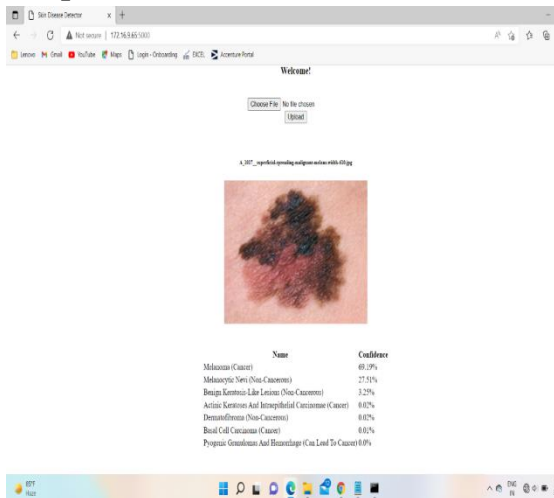 Skin Disease Detector
Not secure | 172.16.9.65:5000
Lenovo Gmail YouTube Maps Login - Onboarding EXCEL Accenture Portal
Welcome!
Choose File No file chosen
Upload
Name Confidence
Melanoma (Cancer) 69.19%
Melanocytic Nevi (Non-Cancerous) 27.51%
Benign Keratosis-Like Lesions (Non-Cancerous) 3.25%
Actinic Keratoses And Intraepithelial Carcinomae (Cancer) 0.02%
Dermatofibroma (Non-Cancerous) 0.02%
Basal Cell Carcinoma (Cancer) 0.01%
Pyogenic Granulomas And Hemorrhage (Can Lead To Cancer) 0.0%
Haze
ENG
IN